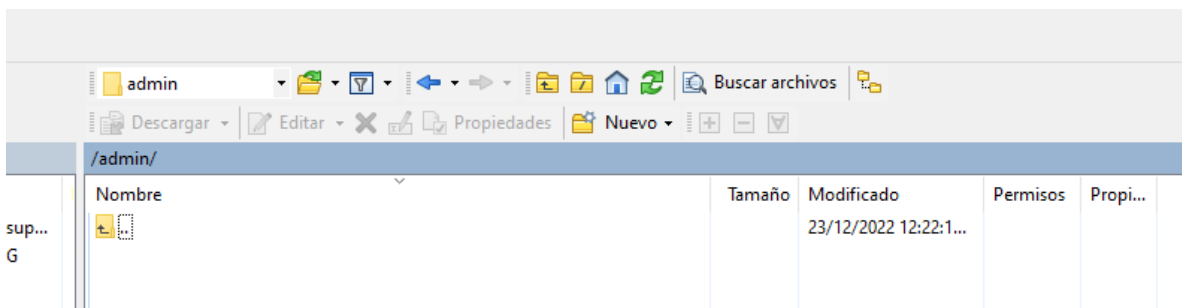 admin Buscar archivos
Descargar Editar Propiedades Nuevo
/admin/
Nombre Tamaño Modificado Permisos Propi...
sup... .. 23/12/2022 12:22:1...
G